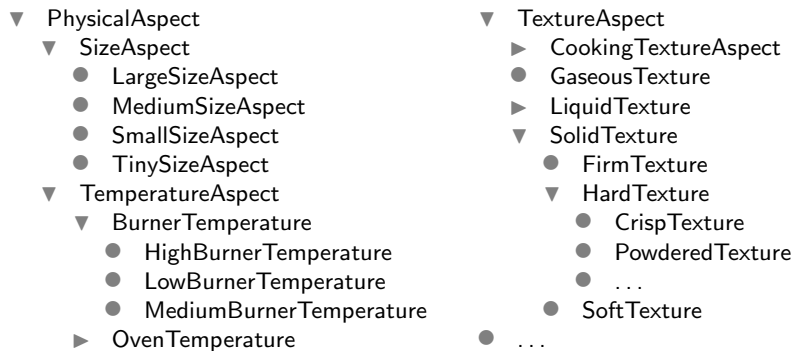 PhysicalAspect
SizeAspect
LargeSizeAspect
MediumSizeAspect
SmallSizeAspect
TinySizeAspect
TemperatureAspect
BurnerTemperature
HighBurnerTemperature
LowBurnerTemperature
MediumBurnerTemperature
OvenTemperature
TextureAspect
CookingTextureAspect
GaseousTexture
LiquidTexture
SolidTexture
FirmTexture
HardTexture
CrispTexture
PowderedTexture
...
SoftTexture
...